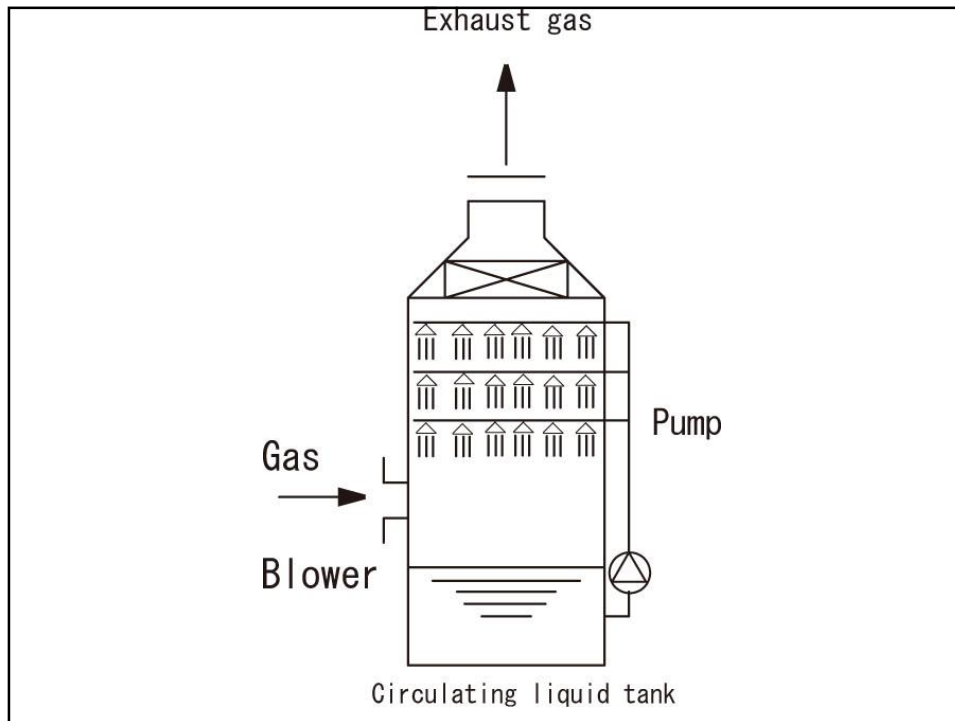 Exhaust gas
Pump
Gas
Blower
Circulating liquid tank